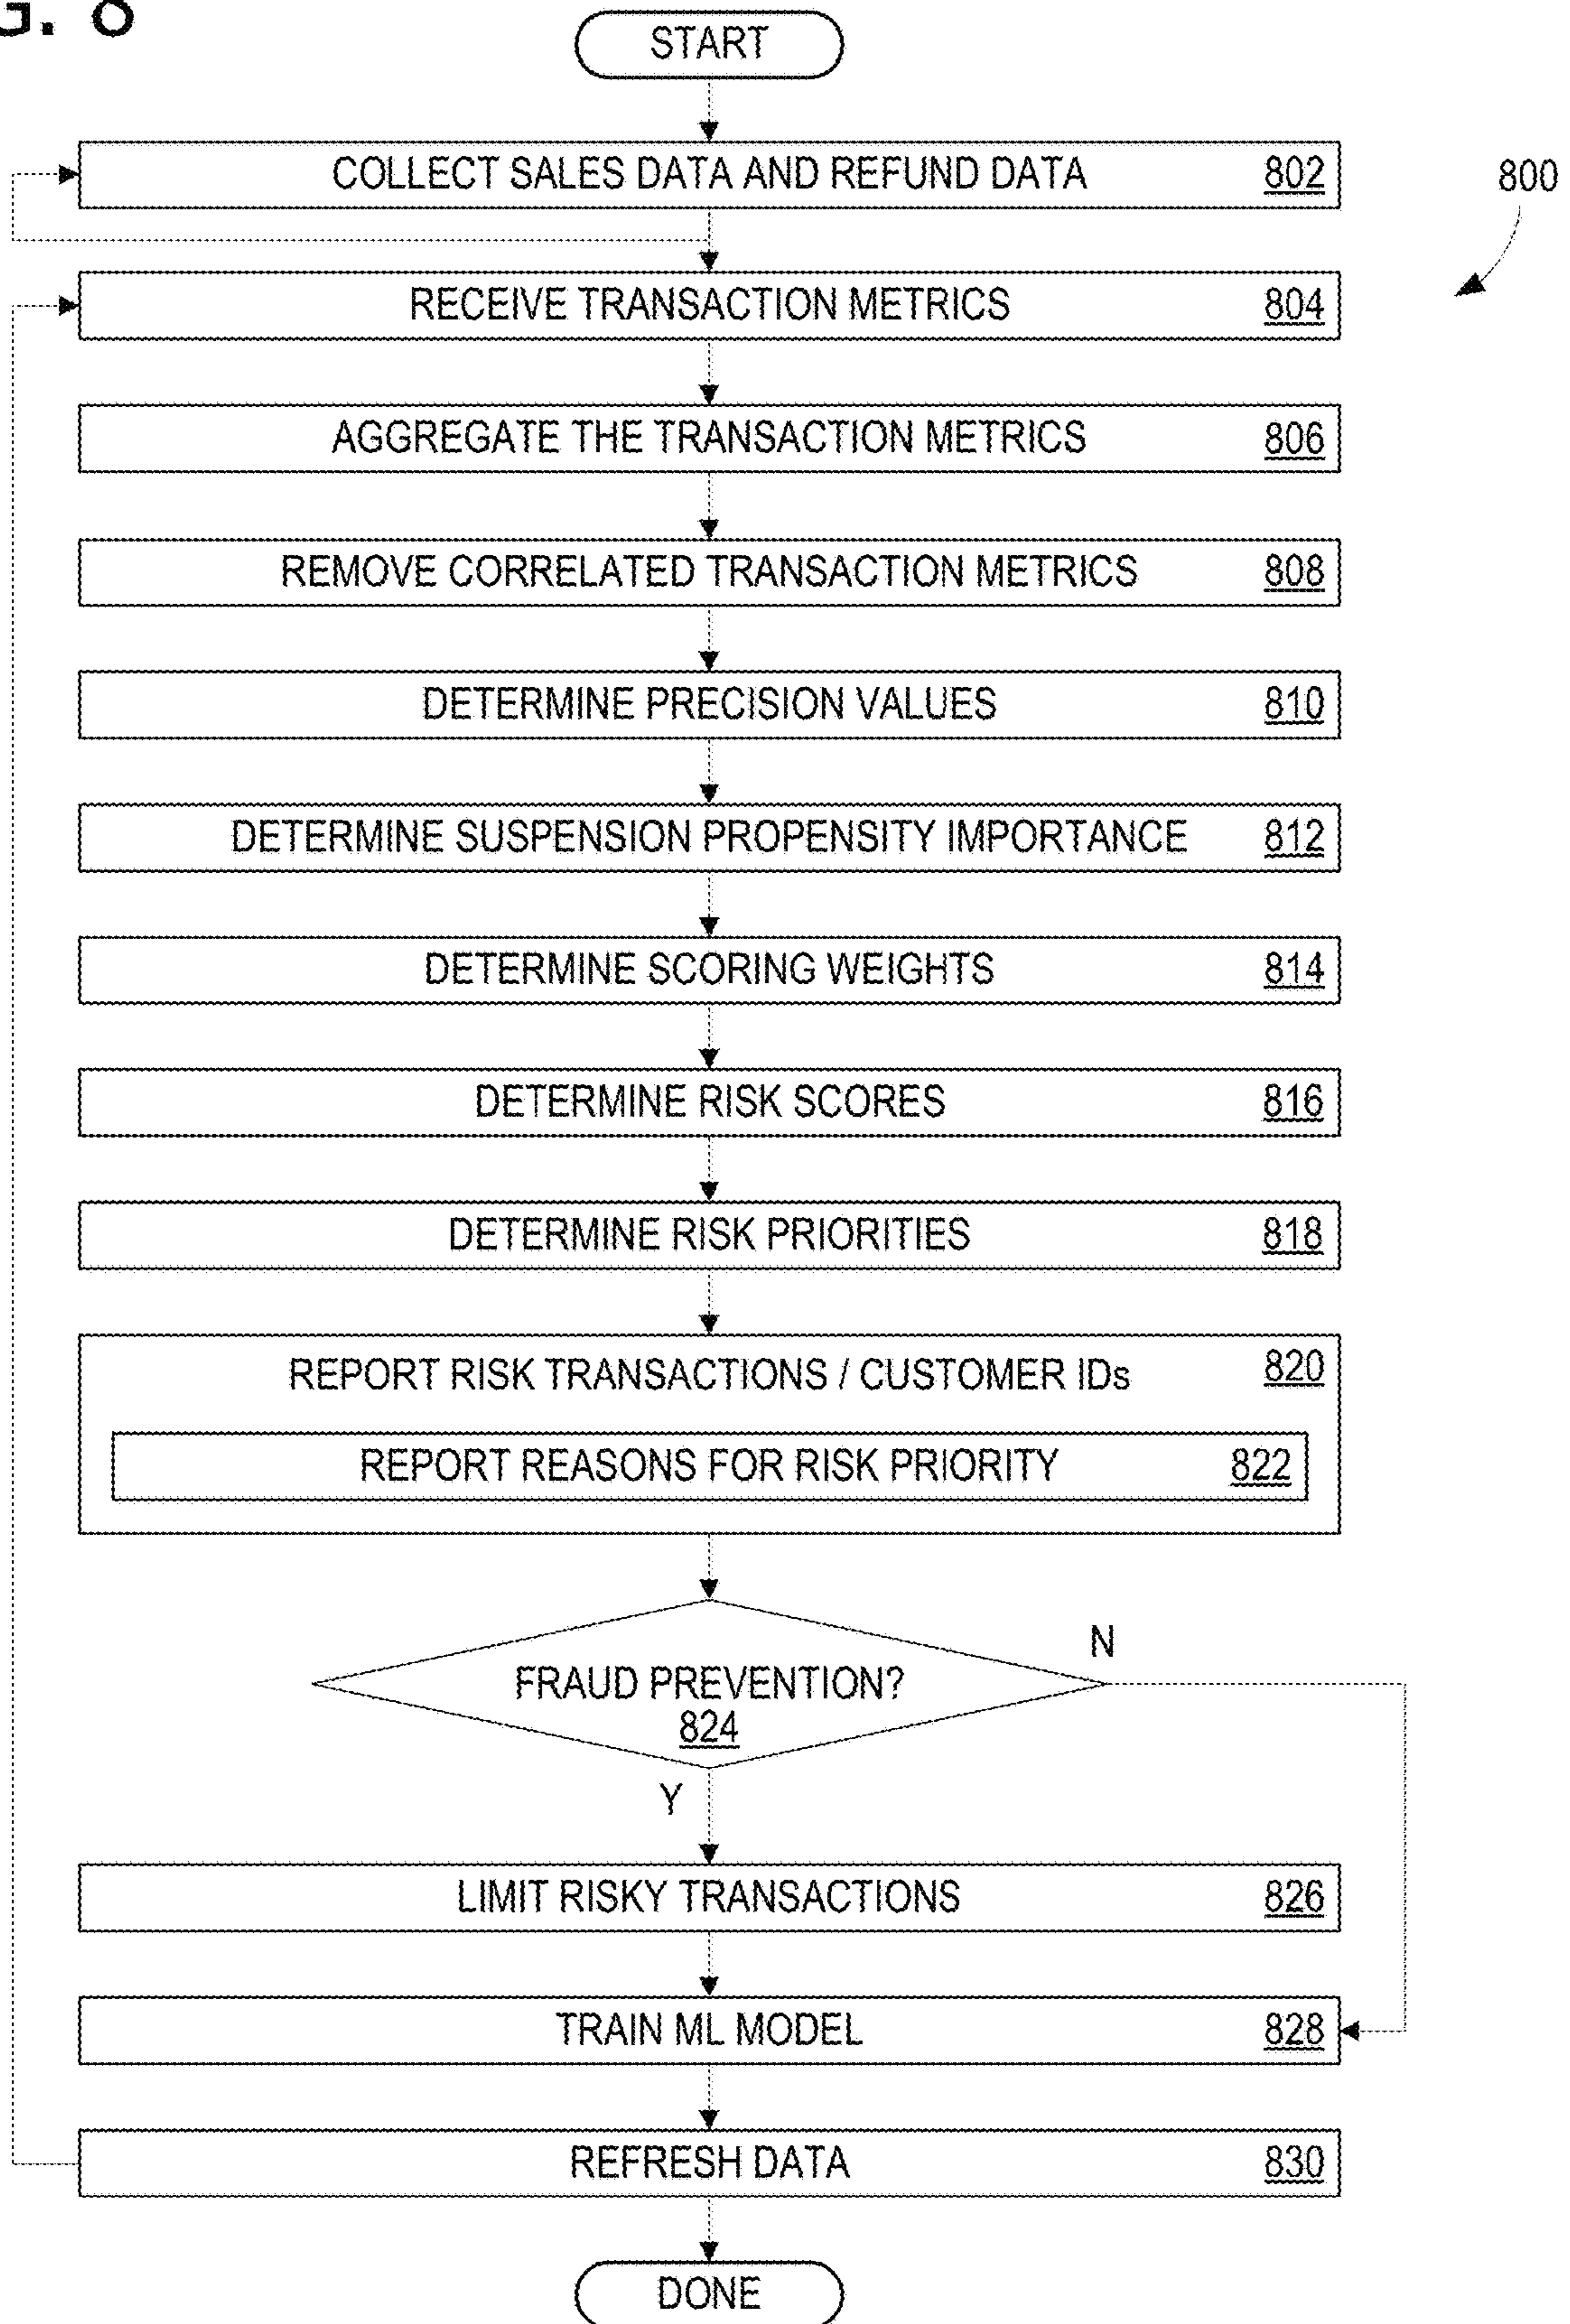 G. 8
START
COLLECT SALES DATA AND REFUND DATA 802
800
RECEIVE TRANSACTION METRICS 804
AGGREGATE THE TRANSACTION METRICS 806
REMOVE CORRELATED TRANSACTION METRICS 808
DETERMINE PRECISION VALUES 810
DETERMINE SUSPENSION PROPENSITY IMPORTANCE 812
DETERMINE SCORING WEIGHTS 814
DETERMINE RISK SCORES 816
DETERMINE RISK PRIORITIES 818
REPORT RISK TRANSACTIONS / CUSTOMER IDs 820
REPORT REASONS FOR RISK PRIORITY 822
N
FRAUD PREVENTION?
824
Y
LIMIT RISKY TRANSACTIONS 826
TRAIN ML MODEL 828
REFRESH DATA 830
DONE